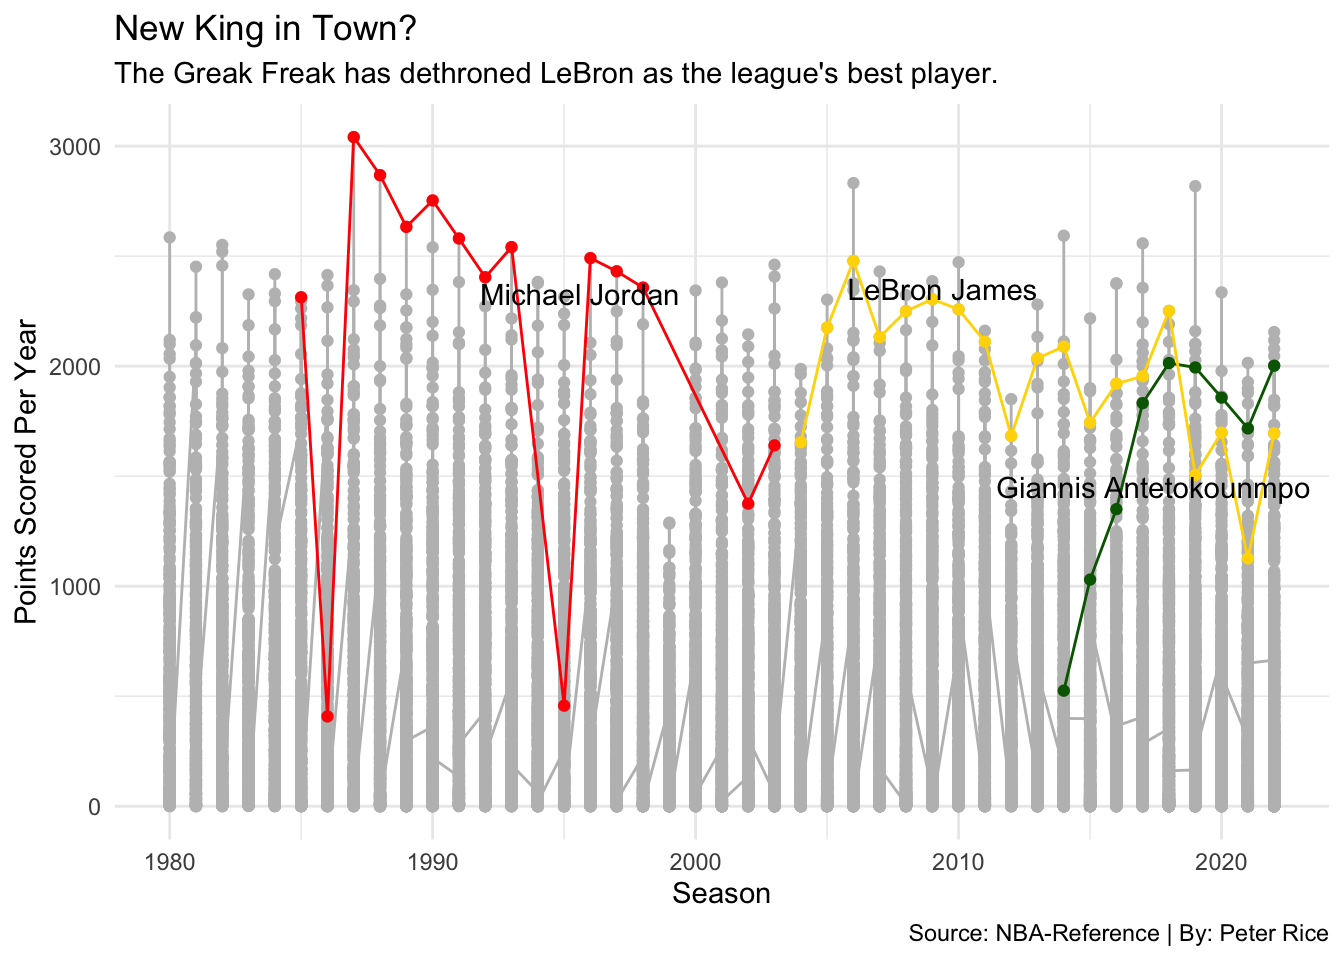 New King in Town?
The Greak Freak has dethroned LeBron as the league's best player.
Points Scored Per Year
3000
2000
1000
0
Michael Jordan
LeBron James
Giannis Antetokounmpo
1980 1990 2000 2010 2020
Season
Source: NBA-Reference | By: Peter Rice